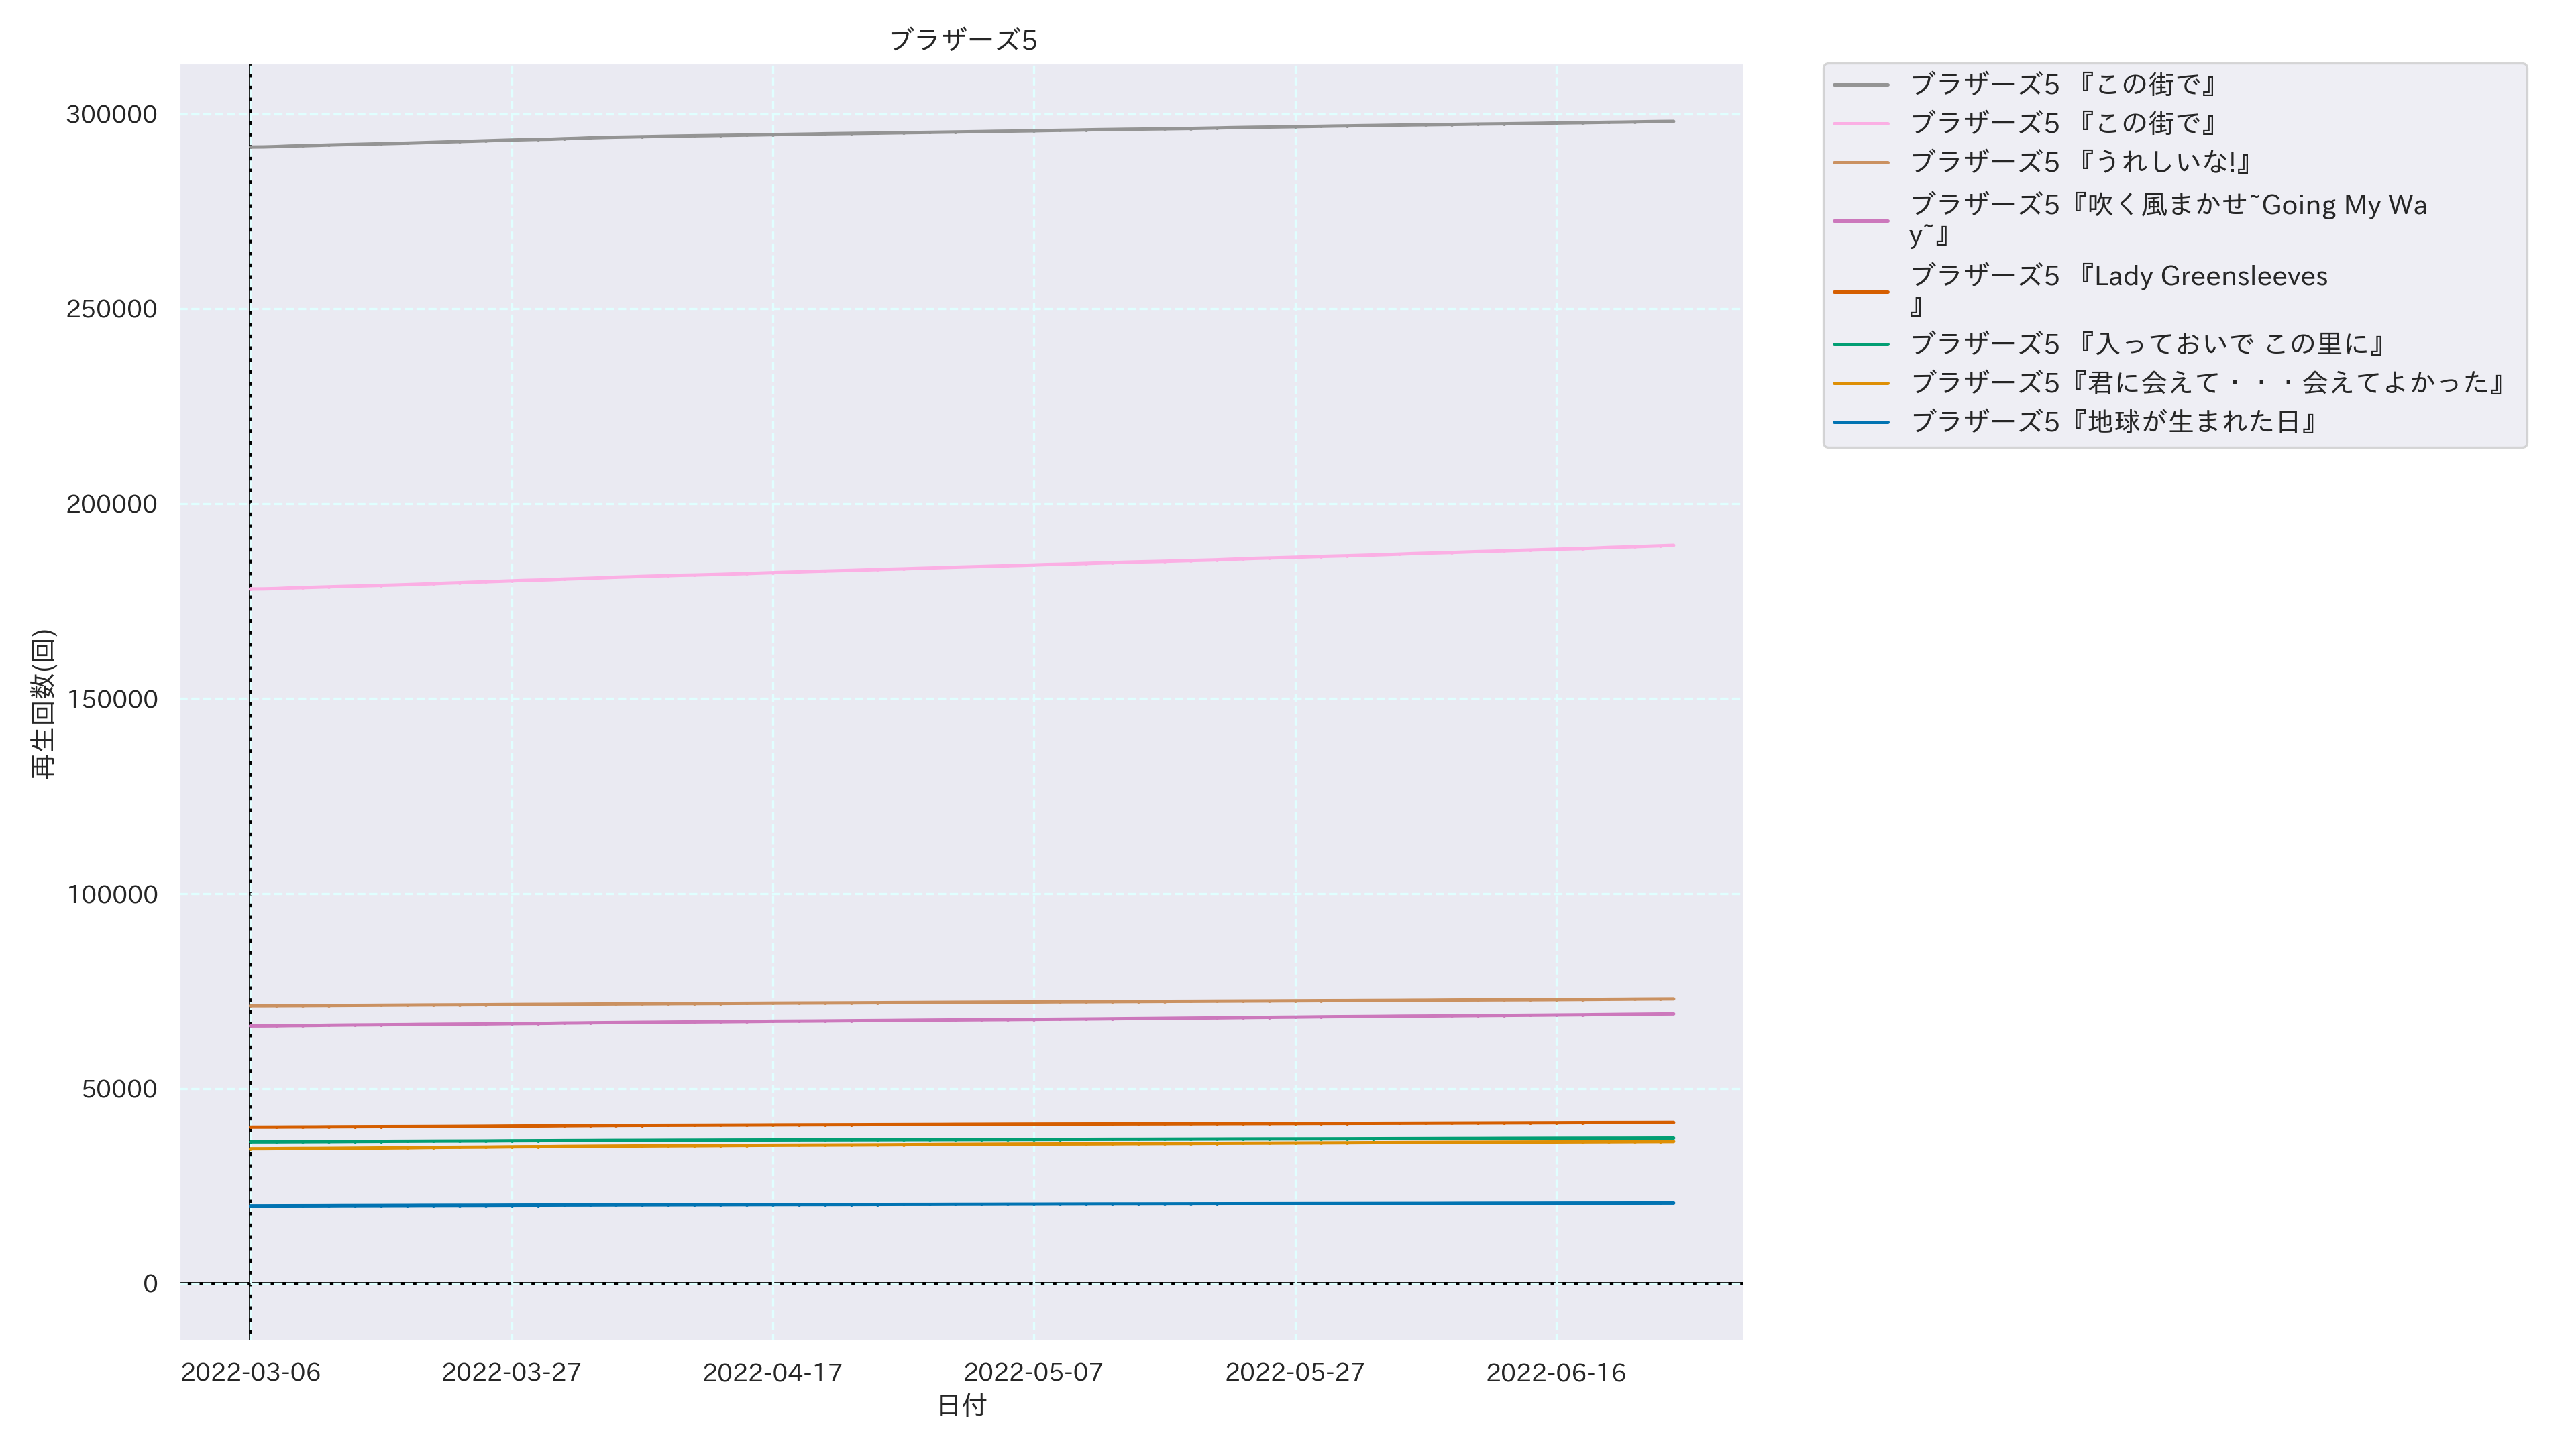 ブラザーズ5
300000
250000
200000
150000
100000
50000
0
再生回数(回)
2022-03-06
2022-03-27
2022-04-17
2022-05-07
2022-05-27
2022-06-16
日付
ブラザーズ5 『この街で』
ブラザーズ5 『この街で』
ブラザーズ5 『うれしいな!』
ブラザーズ5『吹く風まかせ~Going My Wa
y~』
ブラザーズ5 『Lady Greensleeves
』
ブラザーズ5 『入っておいで この里に』
ブラザーズ5『君に会えて・・・会えてよかった』
ブラザーズ5『地球が生まれた日』